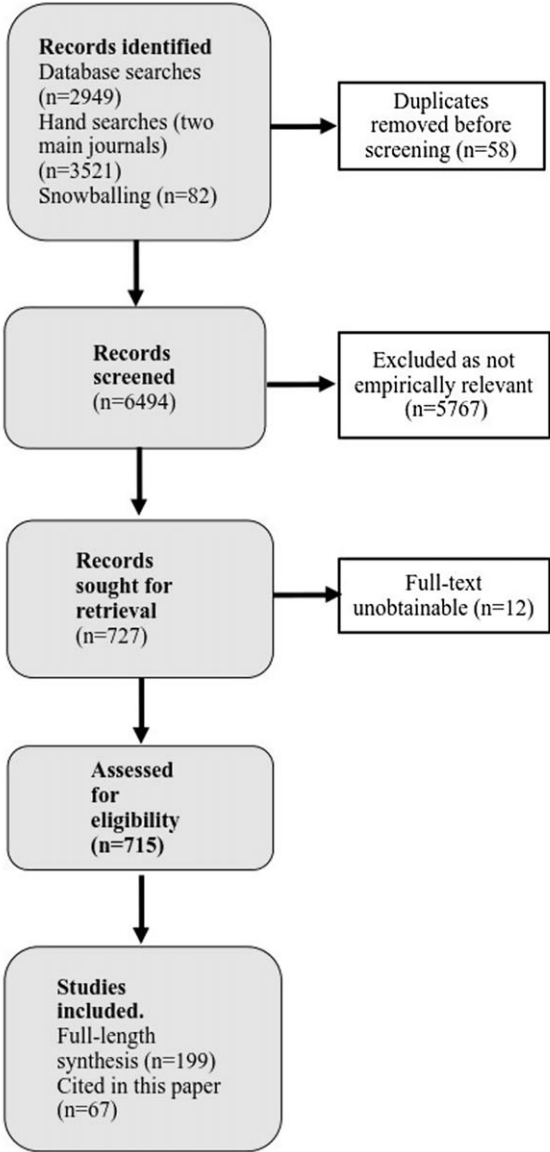 Records identified
Database searches
(n=2949)
Hand searches (two
main journals)
(n=3521)
Snowballing (n=82)
Duplicates
removed before
screening (n=58)
Records
screened
(n=6494)
Excluded as not
empirically relevant
(n=5767)
Records
sought for
retrieval
(n=727)
Full-text
unobtainable (n=12)
Assessed
for
eligibility
(n=715)
Studies
included.
Full-length
synthesis (n=199)
Cited in this paper
(n=67)